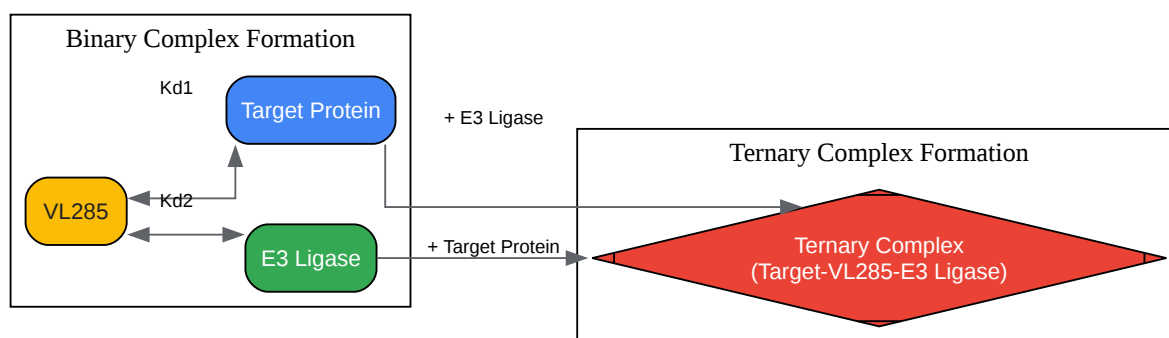 Binary Complex Formation
Kd1
Target Protein
+ E3 Ligase
Ternary Complex Formation
VL285
Kd2
E3 Ligase
+ Target Protein
Ternary Complex
(Target-VL285-E3 Ligase)